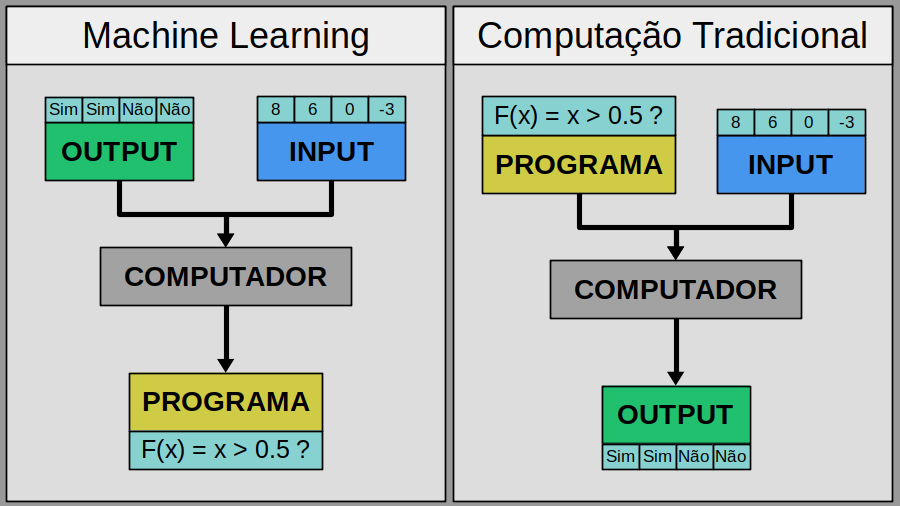 Machine Learning
Sim Sim Não Não
OUTPUT
8 6 0 -3
INPUT
COMPUTADOR
PROGRAMA
F(x) = x > 0.5 ?
Computação Tradicional
F(x) = x > 0.5 ?
PROGRAMA
8 6 0 -3
INPUT
COMPUTADOR
OUTPUT
Sim Sim Não Não